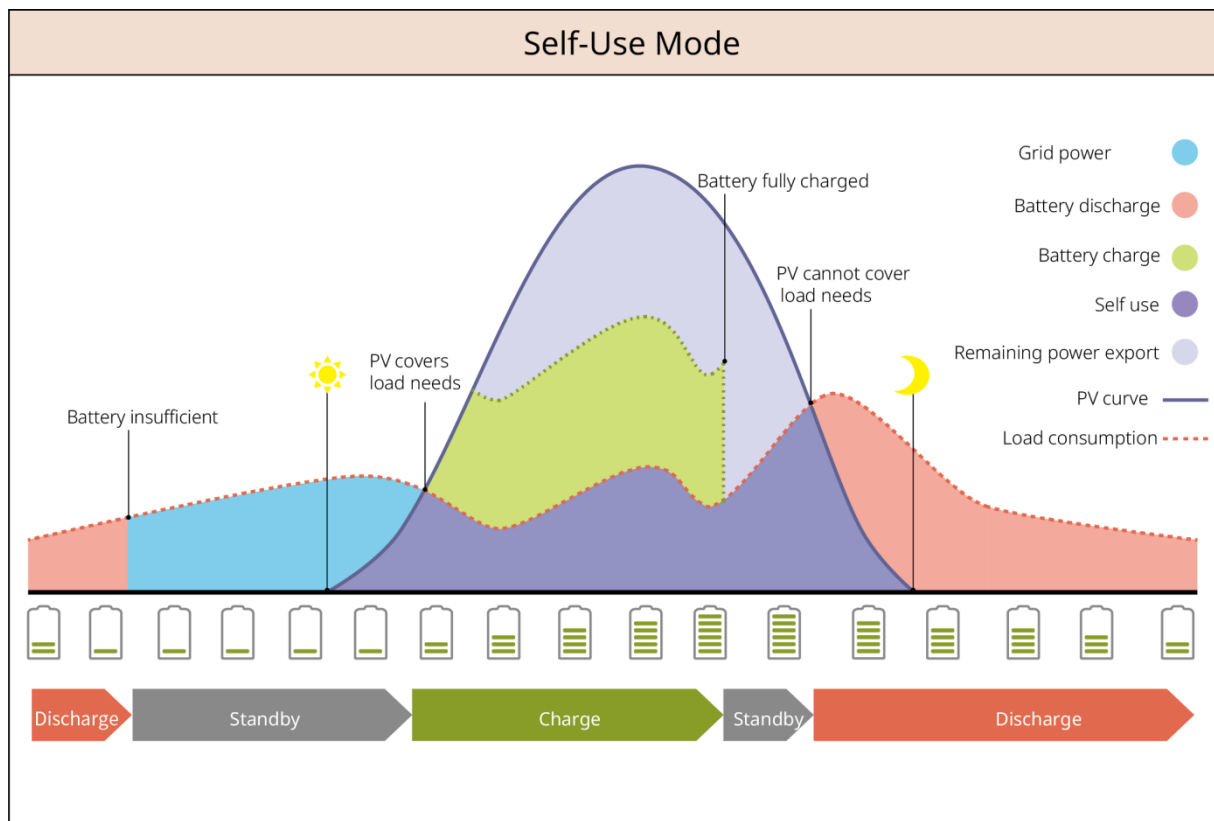 Self-Use Mode
Grid power
Battery fully charged
Battery discharge
Battery charge
PV cannot cover
load needs
Self use
Remaining power export
PV covers
load needs
PV curve
Battery insufficient
Load consumption
Discharge
Standby
Charge
Standby
Discharge